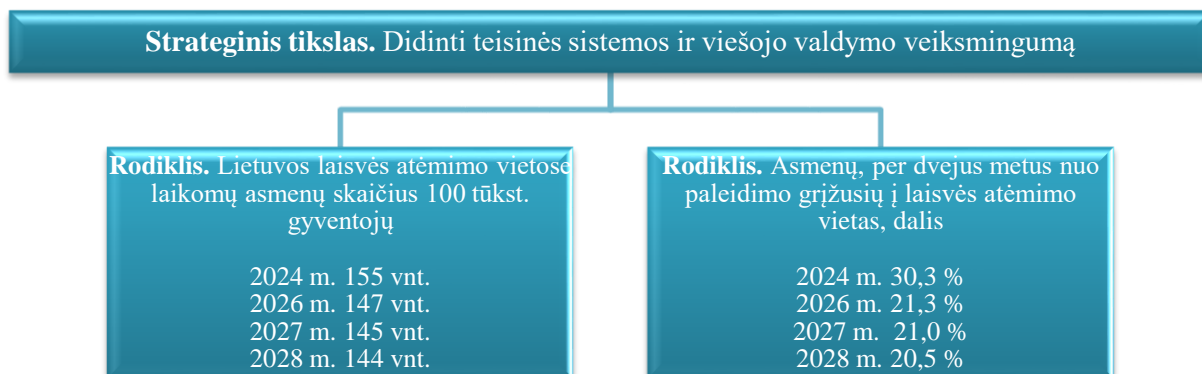 Strateginis tikslas. Didinti teisinės sistemos ir viešojo valdymo veiksmingumą
Rodiklis. Lietuvos laisvės atėmimo vietose
laikomų asmenų skaičius 100 tūkst.
gyventojų
2024 m. 155 vnt.
2026 m. 147 vnt.
2027 m. 145 vnt.
2028 m. 144 vnt.
Rodiklis. Asmenų, per dvejus metus nuo
paleidimo grįžusių į laisvės atėmimo
vietas, dalis
2024 m. 30,3 %
2026 m. 21,3 %
2027 m. 21,0 %
2028 m. 20,5 %